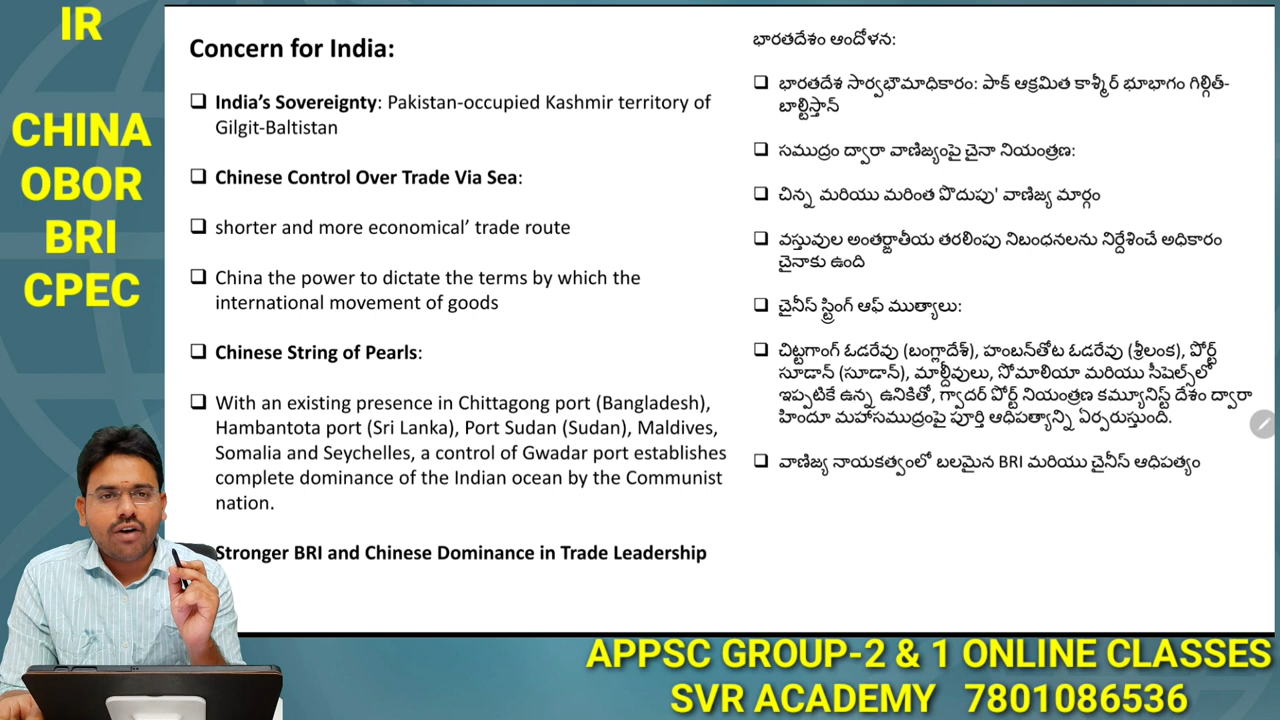 IR
CHINA
OBOR
BRI
CPEC
Concern for India:
❑ India’s Sovereignty: Pakistan-occupied Kashmir territory of
Gilgit-Baltistan
❑ Chinese Control Over Trade Via Sea:
❑ shorter and more economical’ trade route
❑ China the power to dictate the terms by which the
international movement of goods
❑ Chinese String of Pearls:
❑ With an existing presence in Chittagong port (Bangladesh),
Hambantota port (Sri Lanka), Port Sudan (Sudan), Maldives,
Somalia and Seychelles, a control of Gwadar port establishes
complete dominance of the Indian ocean by the Communist
nation.
Stronger BRI and Chinese Dominance in Trade Leadership
భారతదేశం ఆందోళన:
❑ భారతదేశ సార్వభౌమాధికారం: పాక్ ఆక్రమిత కాశ్మీర్ భూభాగం గిల్గిత్-
బాల్టిస్తాన్
❑ సముద్రం ద్వారా వాణిజ్యంపై చైనా నియంత్రణ:
❑ చిన్న మరియు మరింత పొదుపు' వాణిజ్య మార్గం
❑ వస్తువుల అంతర్జాతీయ తరలింపు నిబంధనలను నిర్దేశించే అధికారం
చైనాకు ఉంది
❑ చైనీస్ స్ట్రింగ్ ఆఫ్ ముత్యాలు:
❑ చిట్టగాంగ్ ఓడరేవు (బంగ్లాదేశ్), హంబన్‌తోట ఓడరేవు (శ్రీలంక), పోర్ట్
సూడాన్ (సూడాన్), మాల్దీవులు, సోమాలియా మరియు సీషెల్స్‌లో
ఇప్పటికే ఉన్న ఉనికితో, గ్వాదర్ పోర్ట్ నియంత్రణ కమ్యూనిస్ట్ దేశం ద్వారా
హిందూ మహాసముద్రంపై పూర్తి ఆధిపత్యాన్ని ఏర్పరుస్తుంది.
❑ వాణిజ్య నాయకత్వంలో బలమైన BRI మరియు చైనీస్ ఆధిపత్యం
APPSC GROUP-2 & 1 ONLINE CLASSES
SVR ACADEMY 7801086536